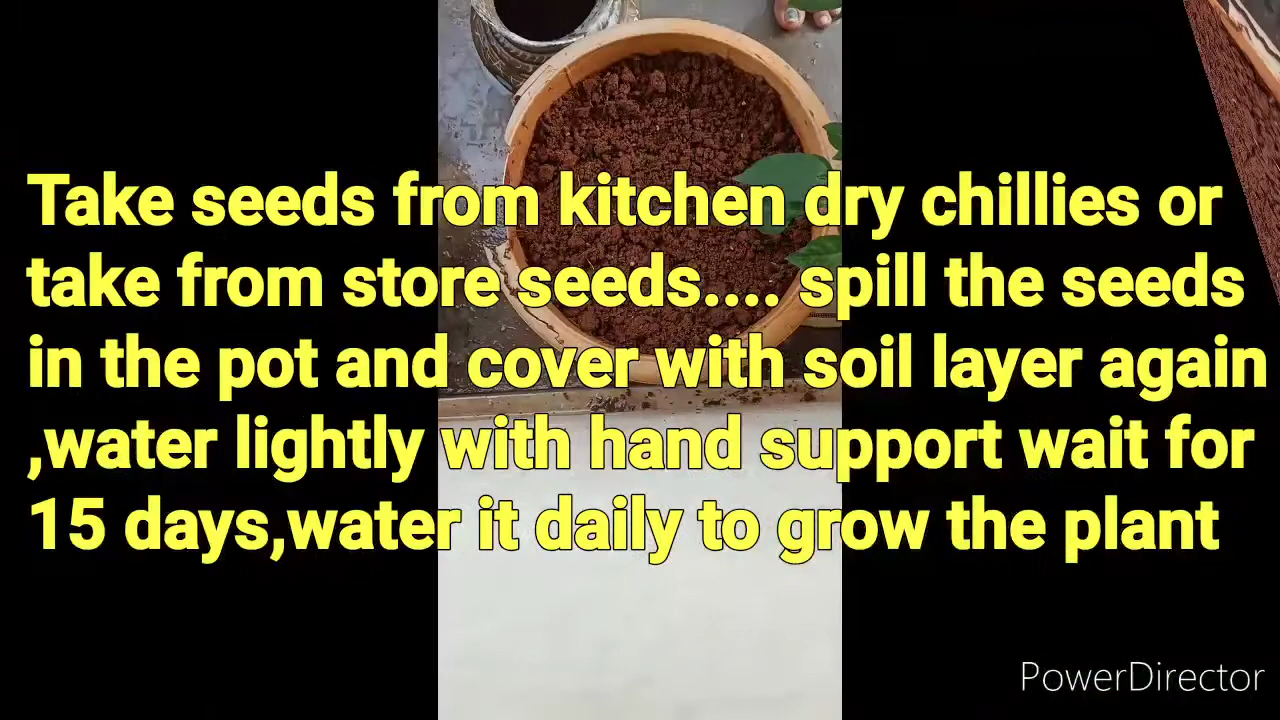 Take seeds from kitchen dry chillies or
take from store seeds.... spill the seeds
in the pot and cover with soil layer again
,water lightly with hand support wait for
15 days,water it daily to grow the plant
PowerDirector